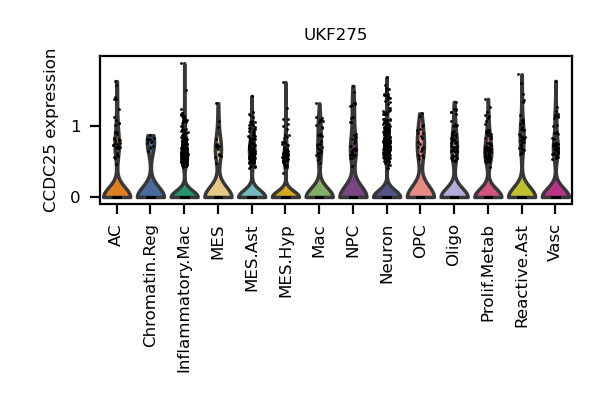 UKF275
CCDC25 expression
1
0
AC
Chromatin.Reg
Inflammatory.Mac
MES
MES.Ast
MES.Hyp
Mac
NPC
Neuron
OPC
Oligo
Prolif.Metab
Reactive.Ast
Vasc